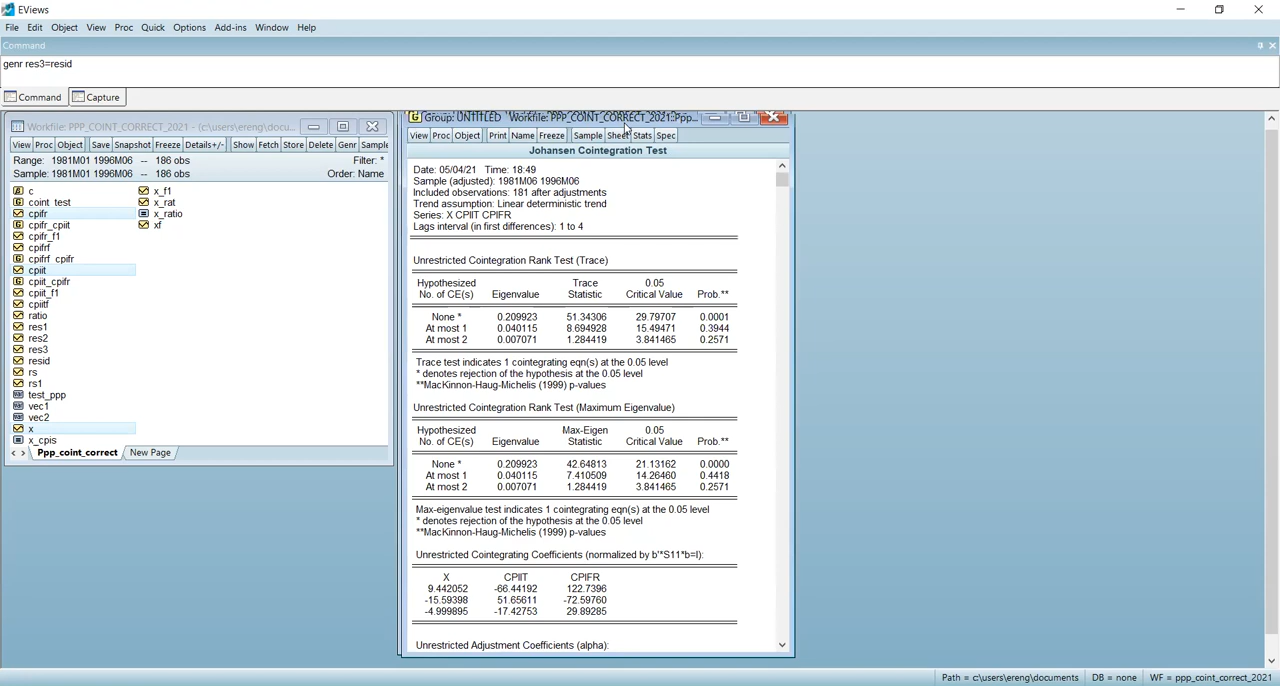 EViews
File Edit Object View Proc Quick Options Add-ins Window Help
Command
genr res3=resid
Command Capture
Workfile: PPP_COINT_CORRECT_2021 - (c:\users\ereng\docu...
View Proc Object Save Snapshot Freeze Details+/- Show Fetch Store Delete Genr Sample
Range: 1981M01 1996M06 -- 186 obs Filter: *
Sample: 1981M01 1996M06 -- 186 obs Order: Name
c x_f1
coint_test x_rat
cpifr x_ratio
cpifr_cpiit xf
cpifr_f1
cpifrf
cpifrf_cpifr
cpiit
cpiit_cpifr
cpiit_f1
cpiitf
ratio
res1
res2
res3
resid
rs
rs1
test_ppp
vec1
vec2
x
x_cpis
Ppp_coint_correct New Page
Group: UNTITLED Workfile: PPP_COINT_CORRECT_2021::Ppp...
View Proc Object Print Name Freeze Sample Sheet Stats Spec
Johansen Cointegration Test
Date: 05/04/21 Time: 18:49
Sample (adjusted): 1981M06 1996M06
Included observations: 181 after adjustments
Trend assumption: Linear deterministic trend
Series: X CPIIT CPIFR
Lags interval (in first differences): 1 to 4
Unrestricted Cointegration Rank Test (Trace)
Hypothesized Trace 0.05
No. of CE(s) Eigenvalue Statistic Critical Value Prob.**
None * 0.209923 51.34306 29.79707 0.0001
At most 1 0.040115 8.694928 15.49471 0.3944
At most 2 0.007071 1.284419 3.841465 0.2571
Trace test indicates 1 cointegrating eqn(s) at the 0.05 level
* denotes rejection of the hypothesis at the 0.05 level
**MacKinnon-Haug-Michelis (1999) p-values
Unrestricted Cointegration Rank Test (Maximum Eigenvalue)
Hypothesized Max-Eigen 0.05
No. of CE(s) Eigenvalue Statistic Critical Value Prob.**
None * 0.209923 42.64813 21.13162 0.0000
At most 1 0.040115 7.410509 14.26460 0.4418
At most 2 0.007071 1.284419 3.841465 0.2571
Max-eigenvalue test indicates 1 cointegrating eqn(s) at the 0.05 level
* denotes rejection of the hypothesis at the 0.05 level
**MacKinnon-Haug-Michelis (1999) p-values
Unrestricted Cointegrating Coefficients (normalized by b'*S11*b=I):
X CPIIT CPIFR
9.442052 -66.44192 122.7396
-15.59398 51.65611 -72.59760
-4.999895 -17.42753 29.89285
Unrestricted Adjustment Coefficients (alpha):
Path = c:\users\ereng\documents DB = none WF = ppp_coint_correct_2021